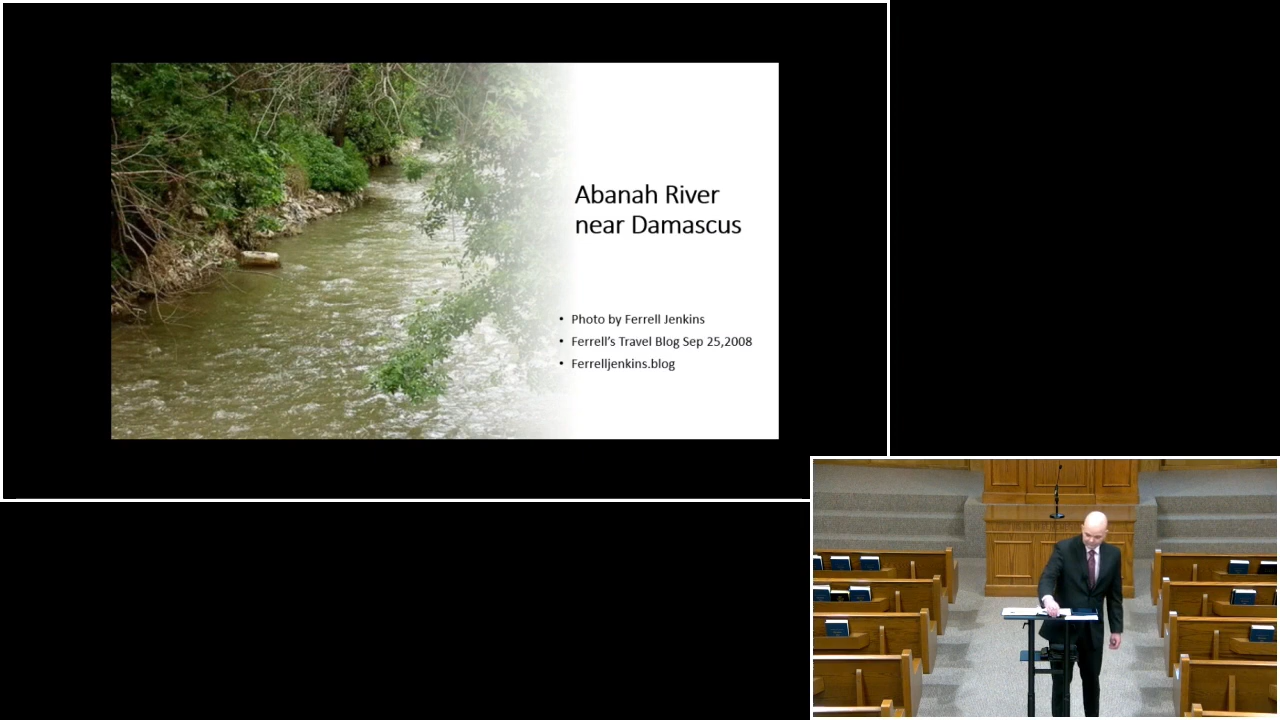 Abanah River
near Damascus
• Photo by Ferrell Jenkins
• Ferrell's Travel Blog Sep 25,2008
• Ferrelljenkins.blog